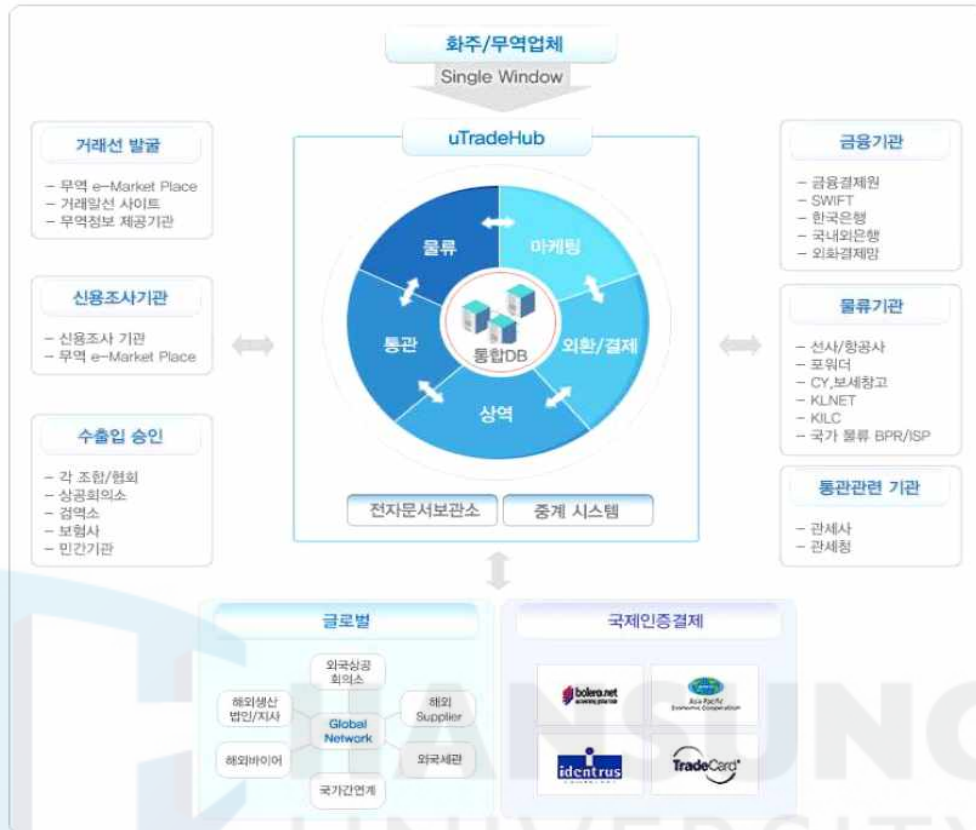 화주/무역업체
Single Window
uTradeHub
거래선 발굴
- 무역 e-Market Place
- 거래알선 사이트
- 무역정보 제공기관
신용조사기관
- 신용조사 기관
- 무역 e-Market Place
수출입 승인
- 각 조합/협회
- 상공회의소
- 검역소
- 보험사
- 민간기관
물류
마케팅
통관
외환/결제
상역
통합DB
전자문서보관소
중계 시스템
금융기관
- 금융결제원
- SWIFT
- 한국은행
- 국내외은행
- 외화결제망
물류기관
- 선사/항공사
- 포워더
- CY,보세창고
- KLNET
- KILC
- 국가 물류 BPR/ISP
통관관련 기관
- 관세사
- 관세청
글로벌
외국상공
회의소
해외생산
법인/지사
해외
Supplier
Global
Network
해외바이어
외국세관
국가간연계
국제인증결제
bolero.net
Asia Pacific
Economic Cooperation
identrus
TradeCard
HANSUNG
UNIVERSITY